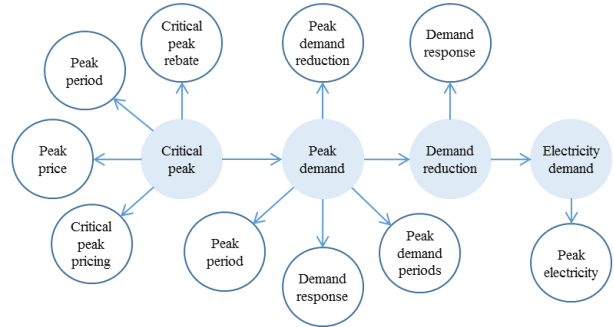 Critical
peak
rebate
Peak
demand
reduction
Demand
response
Peak
period
Peak
price
Critical
peak
Peak
demand
Demand
reduction
Electricity
demand
Critical
peak
pricing
Peak
period
Demand
response
Peak
demand
periods
Peak
electricity